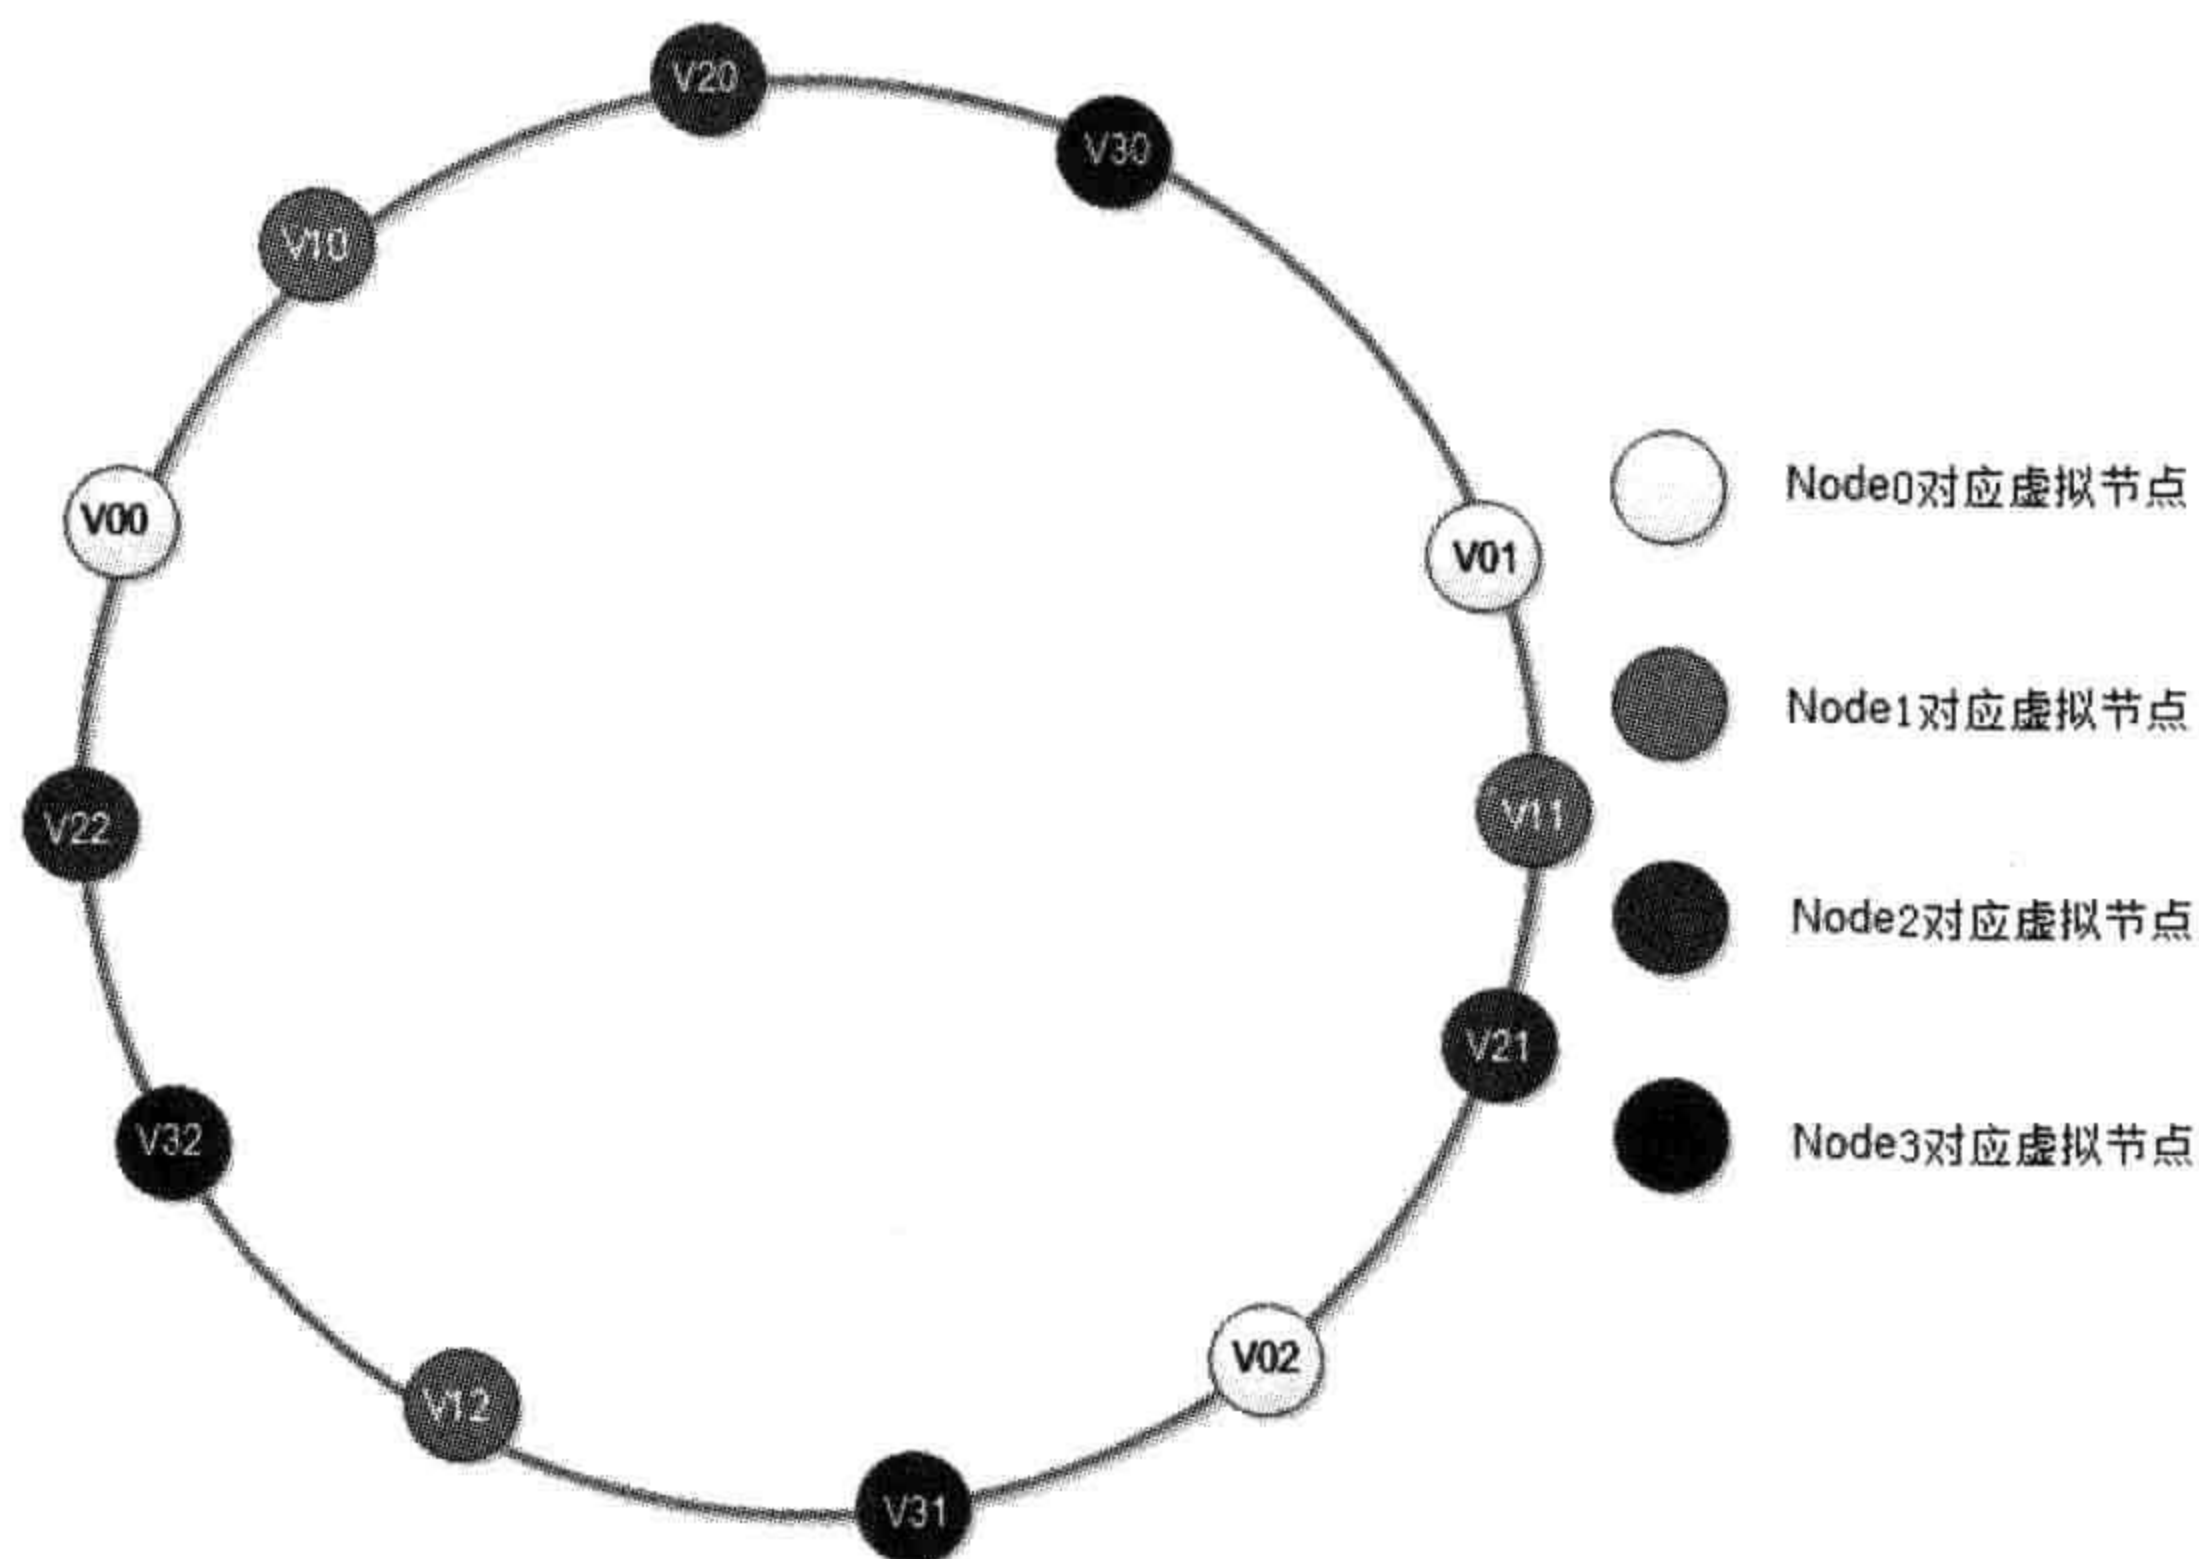 V20
V30
V10
V00
V01
V22
V11
V21
V32
V02
V12
V31
Node0对应虚拟节点
Node1对应虚拟节点
Node2对应虚拟节点
Node3对应虚拟节点